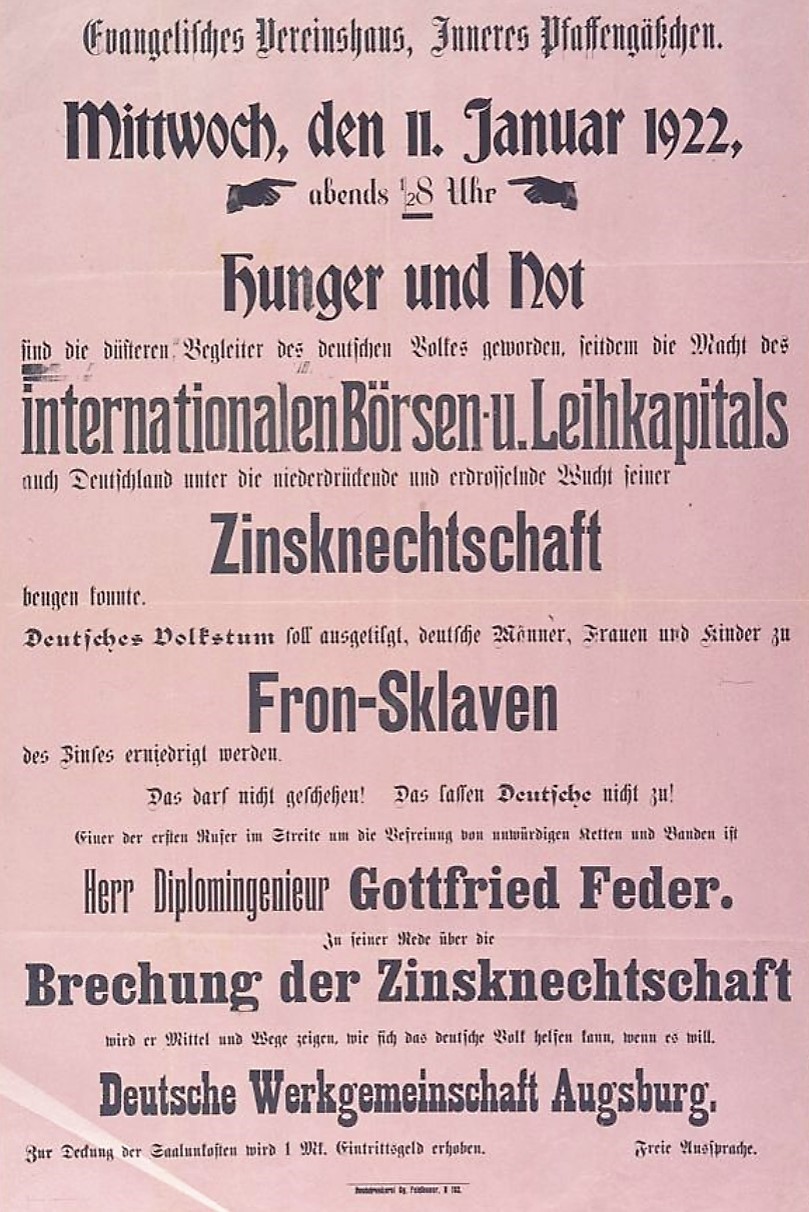 Evangelisches Vereinshaus, Inneres Pfaffengäßchen.
Mittwoch, den 11. Januar 1922,
abends ½8 Uhr
Hunger und Not
sind die düsteren Begleiter des deutschen Volkes geworden, seitdem die Macht des
internationalen Börsen- u. Leihkapitals
auch Deutschland unter die niederdrückende und erdrosselnde Wucht seiner
Zinsknechtschaft
beugen konnte.
Deutsches Volkstum soll ausgetilgt, deutsche Männer, Frauen und Kinder zu
Fron-Sklaven
des Zinses erniedrigt werden.
Das darf nicht geschehen! Das lassen Deutsche nicht zu!
Einer der ersten Rufer im Streite um die Befreiung von unwürdigen Ketten und Banden ist
Herr Diplomingenieur Gottfried Feder.
In seiner Rede über die
Brechung der Zinsknechtschaft
wird er Mittel und Wege zeigen, wie sich das deutsche Volk helfen kann, wenn es will.
Deutsche Werkgemeinschaft Augsburg.
Zur Deckung der Saalunkosten wird 1 Mk. Eintrittsgeld erhoben. Freie Aussprache.